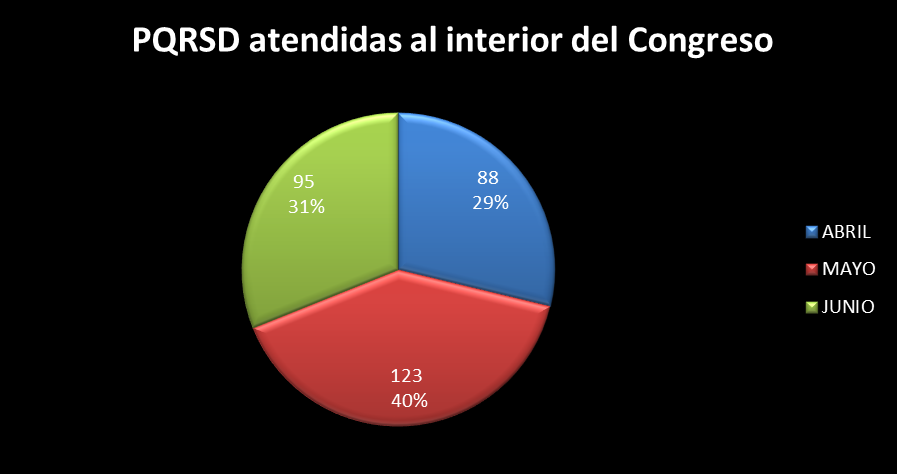 PQRSD atendidas al interior del Congreso
88
29%
95
31%
123
40%
ABRIL
MAYO
JUNIO